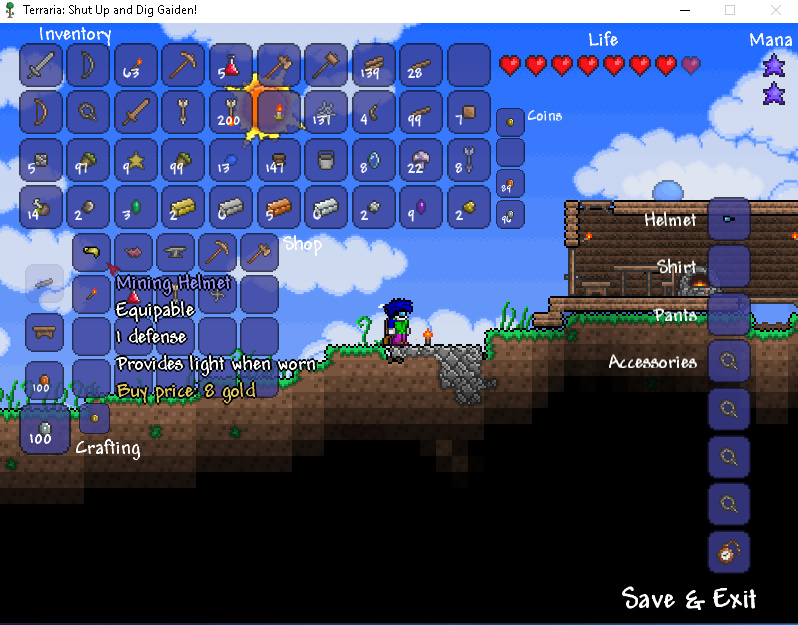 Terraria: Shut Up and Dig Gaiden!
Inventory
Life
Mana
63
5
139
28
200
137
4
99
7
Coins
5
97
9
99
13
147
8
22
8
89
14
2
3
2
0
5
0
2
9
2
96
Helmet
Shop
Shirt
Mining Helmet
Equipable
1 defense
Pants
Provides light when worn
Accessories
100
Buy price: 8 gold
100
Crafting
Save & Exit